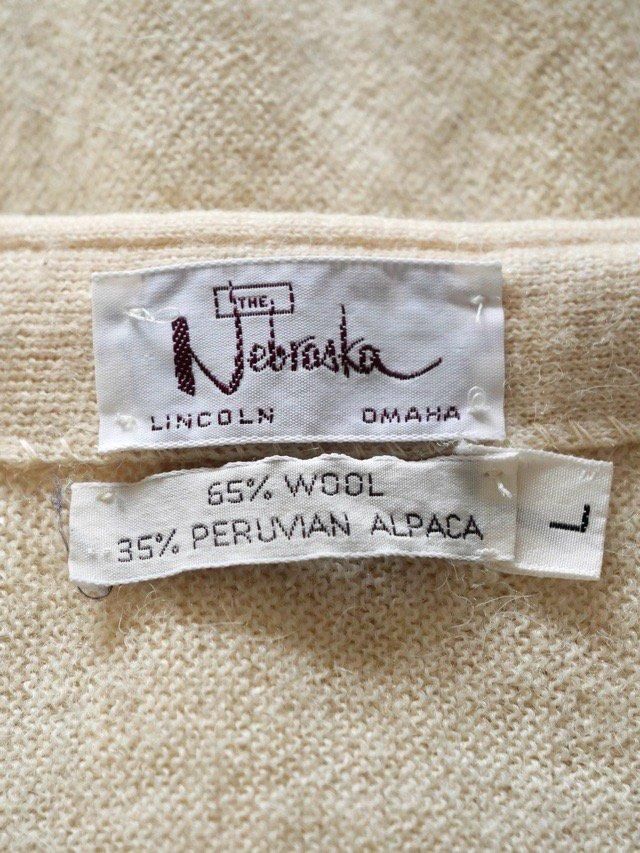 THE
Nebraska
LINCOLN OMAHA
65% WOOL
35% PERUVIAN ALPACA
L